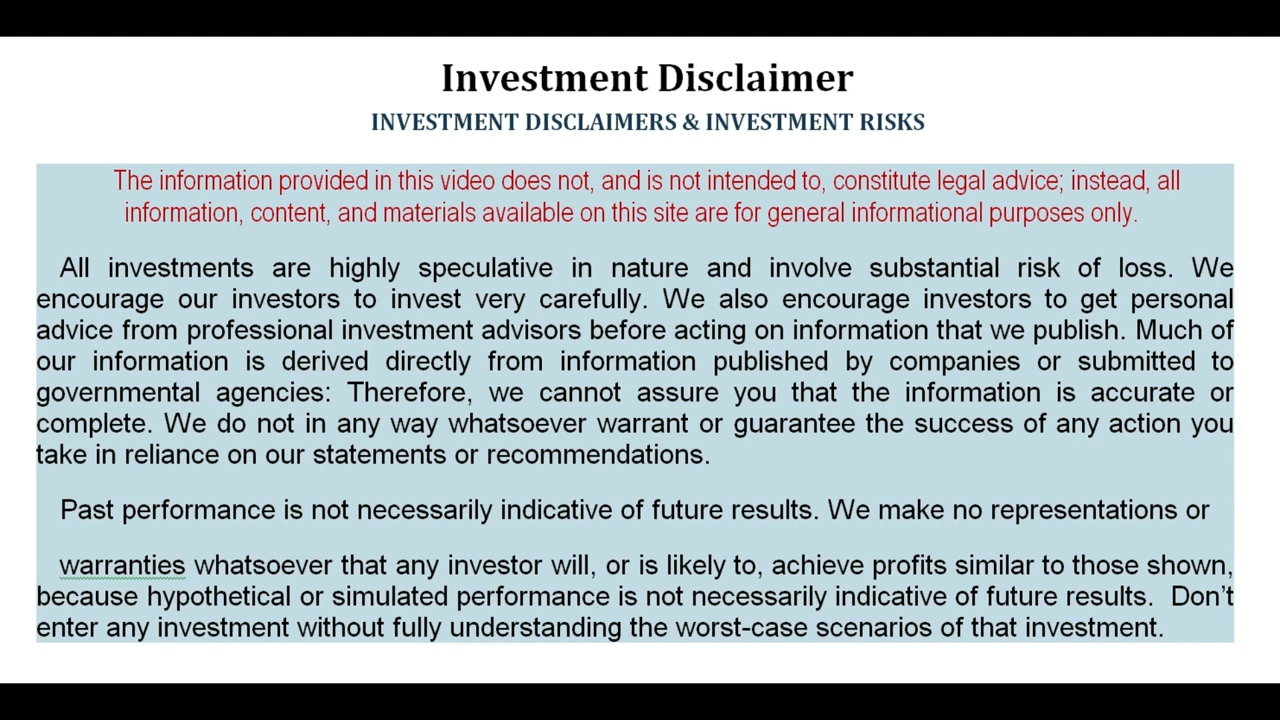 Investment Disclaimer
INVESTMENT DISCLAIMERS & INVESTMENT RISKS
The information provided in this video does not, and is not intended to, constitute legal advice; instead, all
information, content, and materials available on this site are for general informational purposes only.
All investments are highly speculative in nature and involve substantial risk of loss. We
encourage our investors to invest very carefully. We also encourage investors to get personal
advice from professional investment advisors before acting on information that we publish. Much of
our information is derived directly from information published by companies or submitted to
governmental agencies: Therefore, we cannot assure you that the information is accurate or
complete. We do not in any way whatsoever warrant or guarantee the success of any action you
take in reliance on our statements or recommendations.
Past performance is not necessarily indicative of future results. We make no representations or
warranties whatsoever that any investor will, or is likely to, achieve profits similar to those shown,
because hypothetical or simulated performance is not necessarily indicative of future results.  Don’t
enter any investment without fully understanding the worst-case scenarios of that investment.